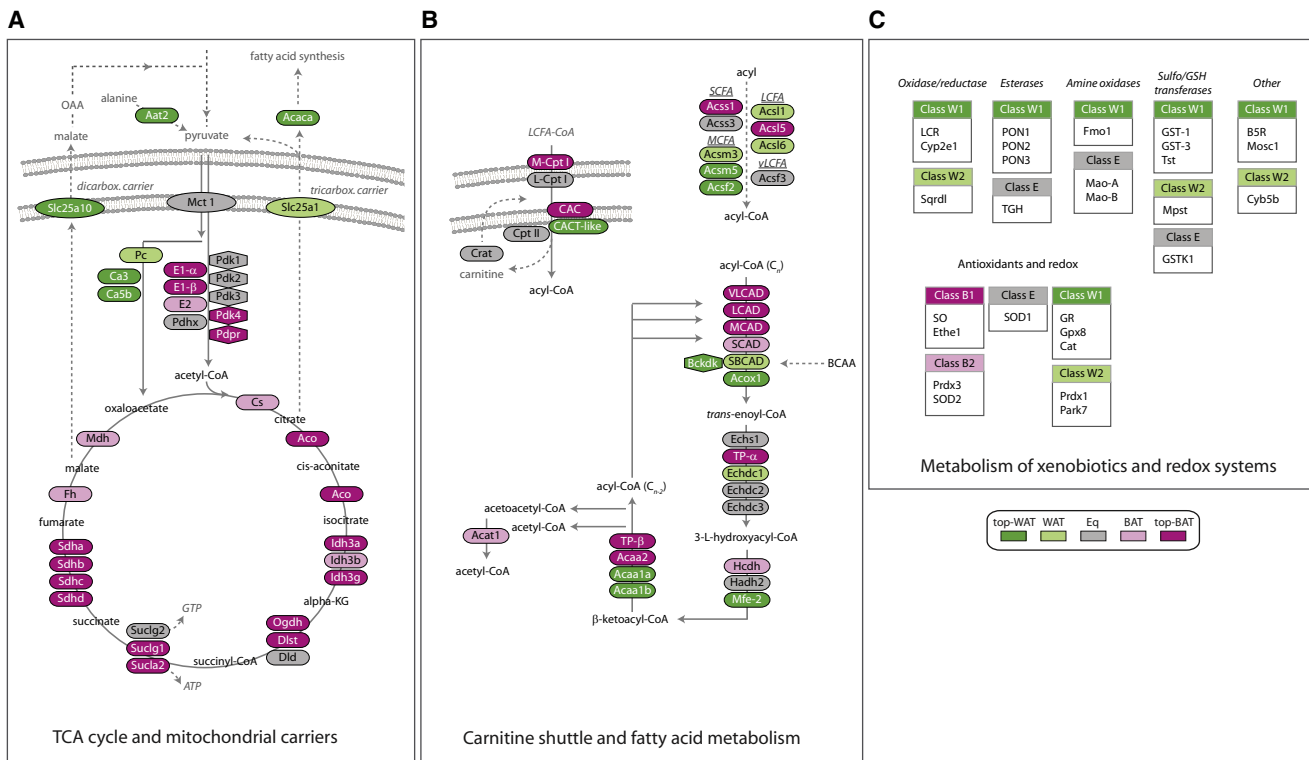 A
fatty acid synthesis
OAA
alanine
Aat2
Acaca
malate
pyruvate
dicarbox. carrier
tricarbox. carrier
Slc25a10
Mct 1
Slc25a1
Pc
Ca3
Ca5b
E1-α
E1-β
E2
Pdhx
Pdk1
Pdk2
Pdk3
Pdk4
Pdpr
acetyl-CoA
oxaloacetate
Cs
citrate
Mdh
Aco
malate
cis-aconitate
Fh
Aco
fumarate
isocitrate
Sdha
Sdhb
Sdhc
Sdhd
Idh3a
Idh3b
Idh3g
alpha-KG
succinate
GTP
Suclg2
Suclg1
Sucla2
ATP
succinyl-CoA
Ogdh
Dlst
Dld
TCA cycle and mitochondrial carriers
B
acyl
SCFA
LCFA
Acss1
Acss3
Acsl1
Acsl5
Acsl6
MCFA
Acsm3
Acsm5
Acsf2
vLCFA
Acsf3
acyl-CoA
LCFA-CoA
M-Cpt I
L-Cpt I
CAC
CACT-like
Cpt II
Crat
carnitine
acyl-CoA
acyl-CoA (Cn)
VLCAD
LCAD
MCAD
SCAD
Bckdk
SBCAD
BCAA
Acox1
trans-enoyl-CoA
Echs1
TP-α
Echdc1
Echdc2
Echdc3
3-L-hydroxyacyl-CoA
Hcdh
Hadh2
Mfe-2
β-ketoacyl-CoA
acyl-CoA (Cn-2)
acetoacetyl-CoA
acetyl-CoA
Acat1
acetyl-CoA
TP-β
Acaa2
Acaa1a
Acaa1b
Carnitine shuttle and fatty acid metabolism
C
Oxidase/reductase
Class W1
LCR
Cyp2e1
Class W2
Sqrdl
Esterases
Class W1
PON1
PON2
PON3
Class E
TGH
Amine oxidases
Class W1
Fmo1
Class E
Mao-A
Mao-B
Sulfo/GSH
transferases
Class W1
GST-1
GST-3
Tst
Class W2
Mpst
Class E
GSTK1
Other
Class W1
B5R
Mosc1
Class W2
Cyb5b
Antioxidants and redox
Class B1
SO
Ethe1
Class B2
Prdx3
SOD2
Class E
SOD1
Class W1
GR
Gpx8
Cat
Class W2
Prdx1
Park7
Metabolism of xenobiotics and redox systems
top-WAT WAT Eq BAT top-BAT